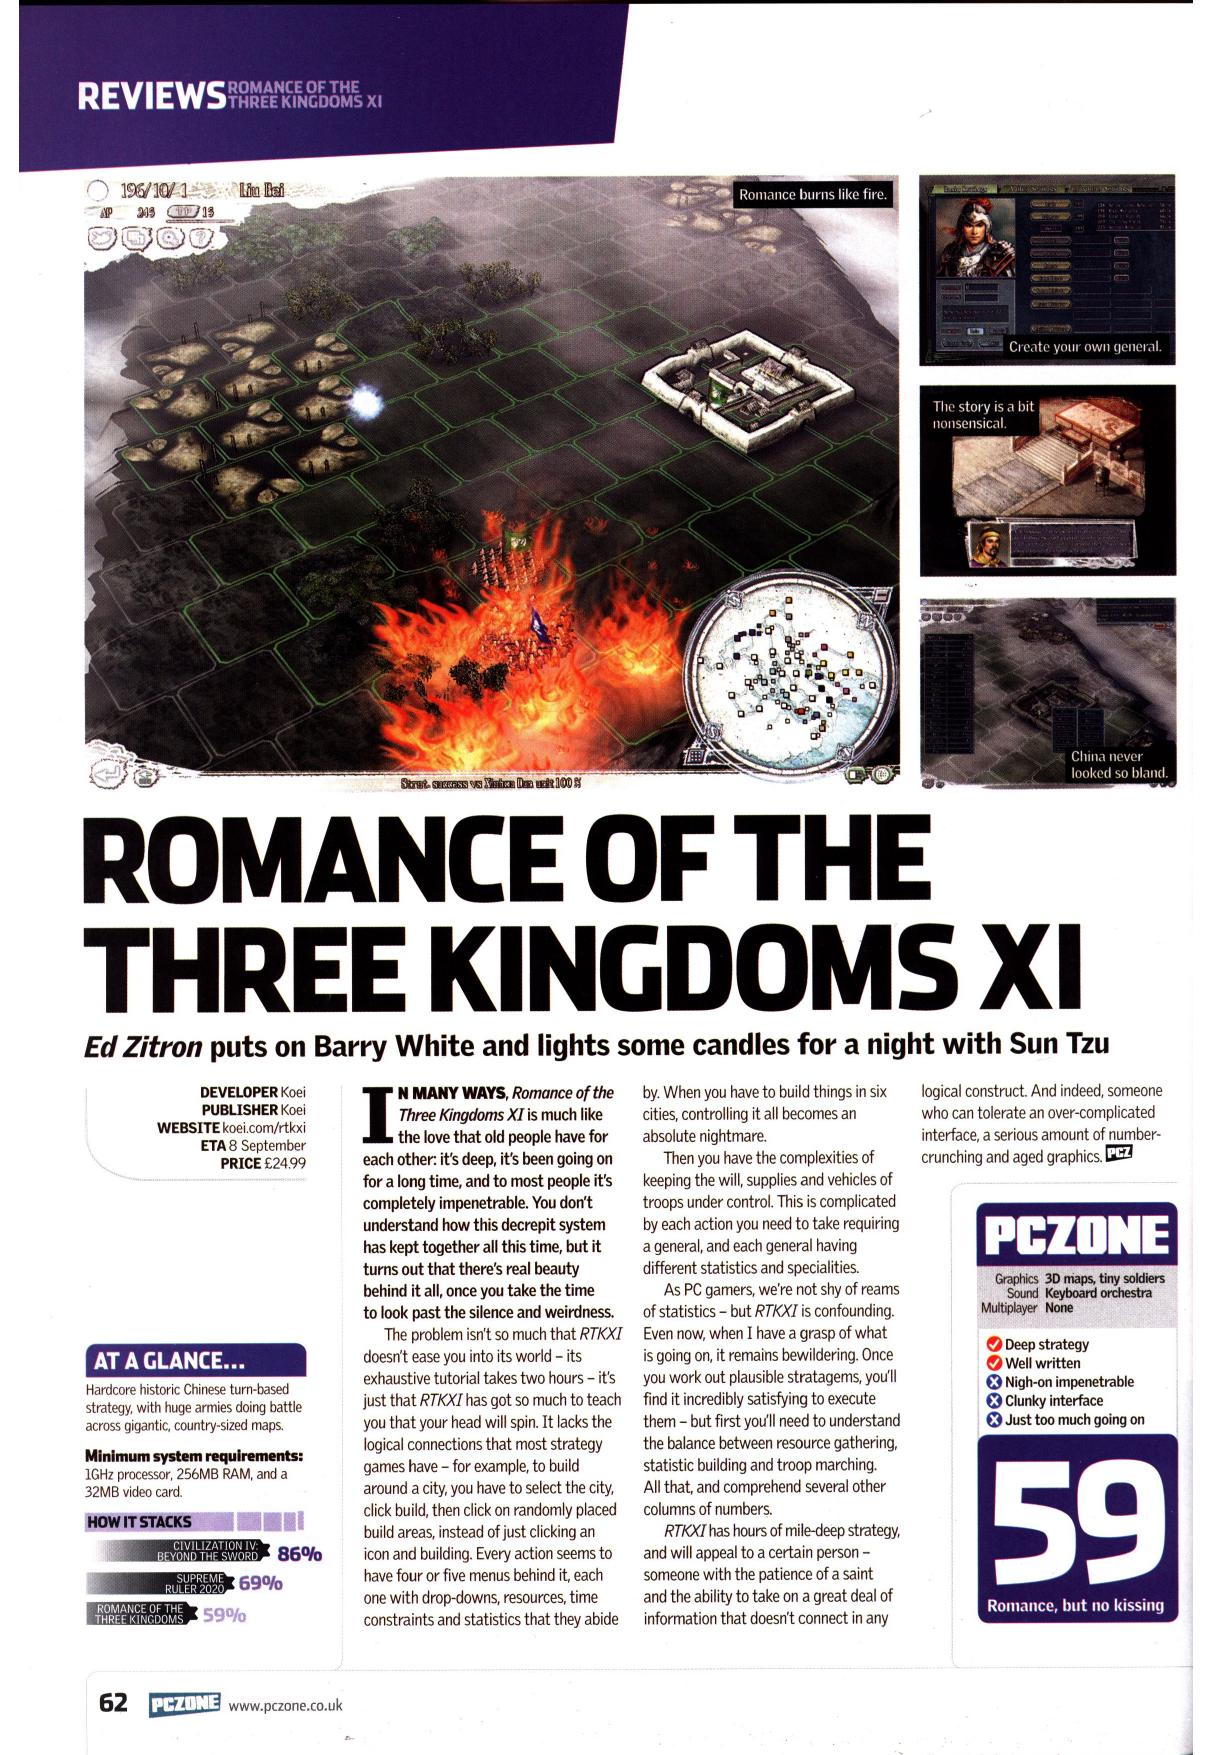 REVIEWS ROMANCE OF THE
THREE KINGDOMS XI
196/10/ 1 Liu Bei
AP 245 TP / 13
Romance burns like fire.
Create your own general.
The story is a bit
nonsensical.
China never
looked so bland.
ROMANCE OF THE
THREE KINGDOMS XI
Ed Zitron puts on Barry White and lights some candles for a night with Sun Tzu
DEVELOPER Koei
PUBLISHER Koei
WEBSITE koei.com/rtkxi
ETA 8 September
PRICE £24.99
AT A GLANCE...
Hardcore historic Chinese turn-based
strategy, with huge armies doing battle
across gigantic, country-sized maps.
Minimum system requirements:
1GHz processor, 256MB RAM, and a
32MB video card.
HOW IT STACKS
CIVILIZATION IV:
BEYOND THE SWORD 86%
SUPREME
RULER 2020 69%
ROMANCE OF THE
THREE KINGDOMS 59%
IN MANY WAYS, Romance of the
Three Kingdoms XI is much like
the love that old people have for
each other: it's deep, it's been going on
for a long time, and to most people it's
completely impenetrable. You don't
understand how this decrepit system
has kept together all this time, but it
turns out that there's real beauty
behind it all, once you take the time
to look past the silence and weirdness.
The problem isn't so much that RTKXI
doesn't ease you into its world – its
exhaustive tutorial takes two hours – it's
just that RTKXI has got so much to teach
you that your head will spin. It lacks the
logical connections that most strategy
games have – for example, to build
around a city, you have to select the city,
click build, then click on randomly placed
build areas, instead of just clicking an
icon and building. Every action seems to
have four or five menus behind it, each
one with drop-downs, resources, time
constraints and statistics that they abide
by. When you have to build things in six
cities, controlling it all becomes an
absolute nightmare.
Then you have the complexities of
keeping the will, supplies and vehicles of
troops under control. This is complicated
by each action you need to take requiring
a general, and each general having
different statistics and specialities.
As PC gamers, we're not shy of reams
of statistics – but RTKXI is confounding.
Even now, when I have a grasp of what
is going on, it remains bewildering. Once
you work out plausible stratagems, you'll
find it incredibly satisfying to execute
them – but first you'll need to understand
the balance between resource gathering,
statistic building and troop marching.
All that, and comprehend several other
columns of numbers.
RTKXI has hours of mile-deep strategy,
and will appeal to a certain person –
someone with the patience of a saint
and the ability to take on a great deal of
information that doesn't connect in any
logical construct. And indeed, someone
who can tolerate an over-complicated
interface, a serious amount of number-
crunching and aged graphics. PCZ
PCZONE
Graphics 3D maps, tiny soldiers
Sound Keyboard orchestra
Multiplayer None
Deep strategy
Well written
Nigh-on impenetrable
Clunky interface
Just too much going on
59
Romance, but no kissing
62 PCZONE www.pczone.co.uk